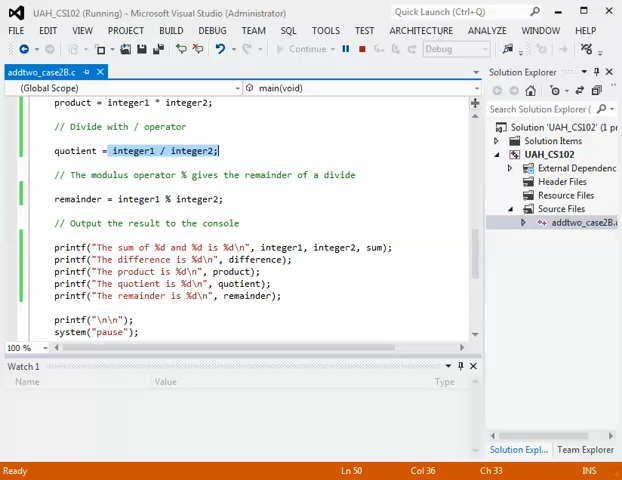 UAH_CS102 (Running) - Microsoft Visual Studio (Administrator)
Quick Launch (Ctrl+Q)
FILE EDIT VIEW PROJECT BUILD DEBUG TEAM SQL TOOLS TEST ARCHITECTURE ANALYZE WINDOW HELP
Continue Debug
addtwo_case2B.c
(Global Scope) main(void)
product = integer1 * integer2;
// Divide with / operator
quotient = integer1 / integer2;
// The modulus operator % gives the remainder of a divide
remainder = integer1 % integer2;
// Output the result to the console
printf("The sum of %d and %d is %d\n", integer1, integer2, sum);
printf("The difference is %d\n", difference);
printf("The product is %d\n", product);
printf("The quotient is %d\n", quotient);
printf("The remainder is %d\n", remainder);
printf("\n\n");
system("pause");
100 %
Watch 1
Name Value Type
Solution Explorer
Search Solution Explorer (Ctrl+;)
Solution 'UAH_CS102' (1 pr
Solution Items
UAH_CS102
External Dependenc
Header Files
Resource Files
Source Files
addtwo_case2B.c
Solution Expl... Team Explorer
Ready Ln 50 Col 36 Ch 33 INS